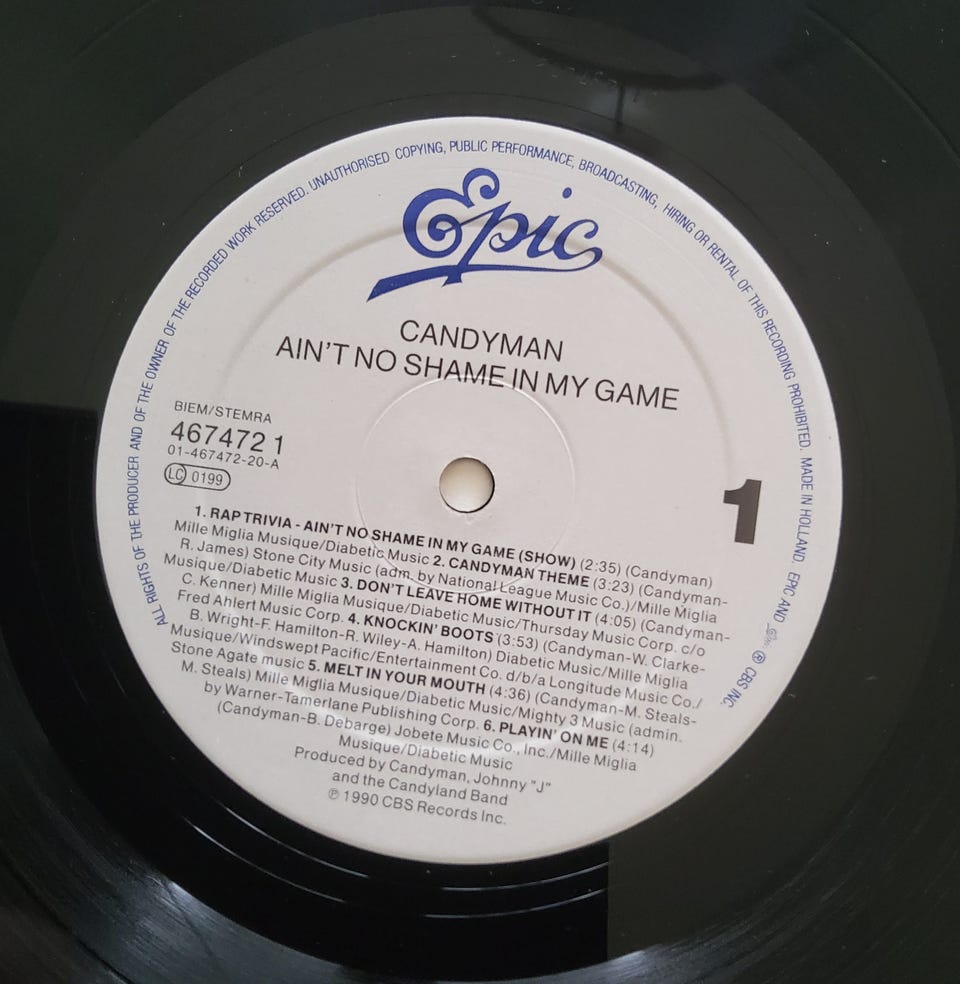 ALL RIGHTS OF THE PRODUCER AND OF THE OWNER OF THE RECORDED WORK RESERVED. UNAUTHORISED COPYING, PUBLIC PERFORMANCE, BROADCASTING, HIRING OR RENTAL OF THIS RECORDING PROHIBITED. MADE IN HOLLAND. EPIC AND Epic ® CBS INC.
Epic
CANDYMAN
AIN'T NO SHAME IN MY GAME
BIEM/STEMRA
467472 1
01-467472-20-A
LC 0199
1
1. RAP TRIVIA - AIN'T NO SHAME IN MY GAME (SHOW) (2:35) (Candyman)
Mille Miglia Musique/Diabetic Music 2. CANDYMAN THEME (3:23) (Candyman-
R. James) Stone City Music (adm. by National League Music Co.)/Mille Miglia
Musique/Diabetic Music 3. DON'T LEAVE HOME WITHOUT IT (4:05) (Candyman-
C. Kenner) Mille Miglia Musique/Diabetic Music/Thursday Music Corp. c/o
Fred Ahlert Music Corp. 4. KNOCKIN' BOOTS (3:53) (Candyman-W. Clarke-
B. Wright-F. Hamilton-R. Wiley-A. Hamilton) Diabetic Music/Mille Miglia
Musique/Windswept Pacific/Entertainment Co. d/b/a Longitude Music Co./
Stone Agate music 5. MELT IN YOUR MOUTH (4:36) (Candyman-M. Steals-
M. Steals) Mille Miglia Musique/Diabetic Music/Mighty 3 Music (admin.
by Warner-Tamerlane Publishing Corp. 6. PLAYIN' ON ME (4:14)
(Candyman-B. Debarge) Jobete Music Co., Inc./Mille Miglia
Musique/Diabetic Music
Produced by Candyman, Johnny "J"
and the Candyland Band
℗ 1990 CBS Records Inc.